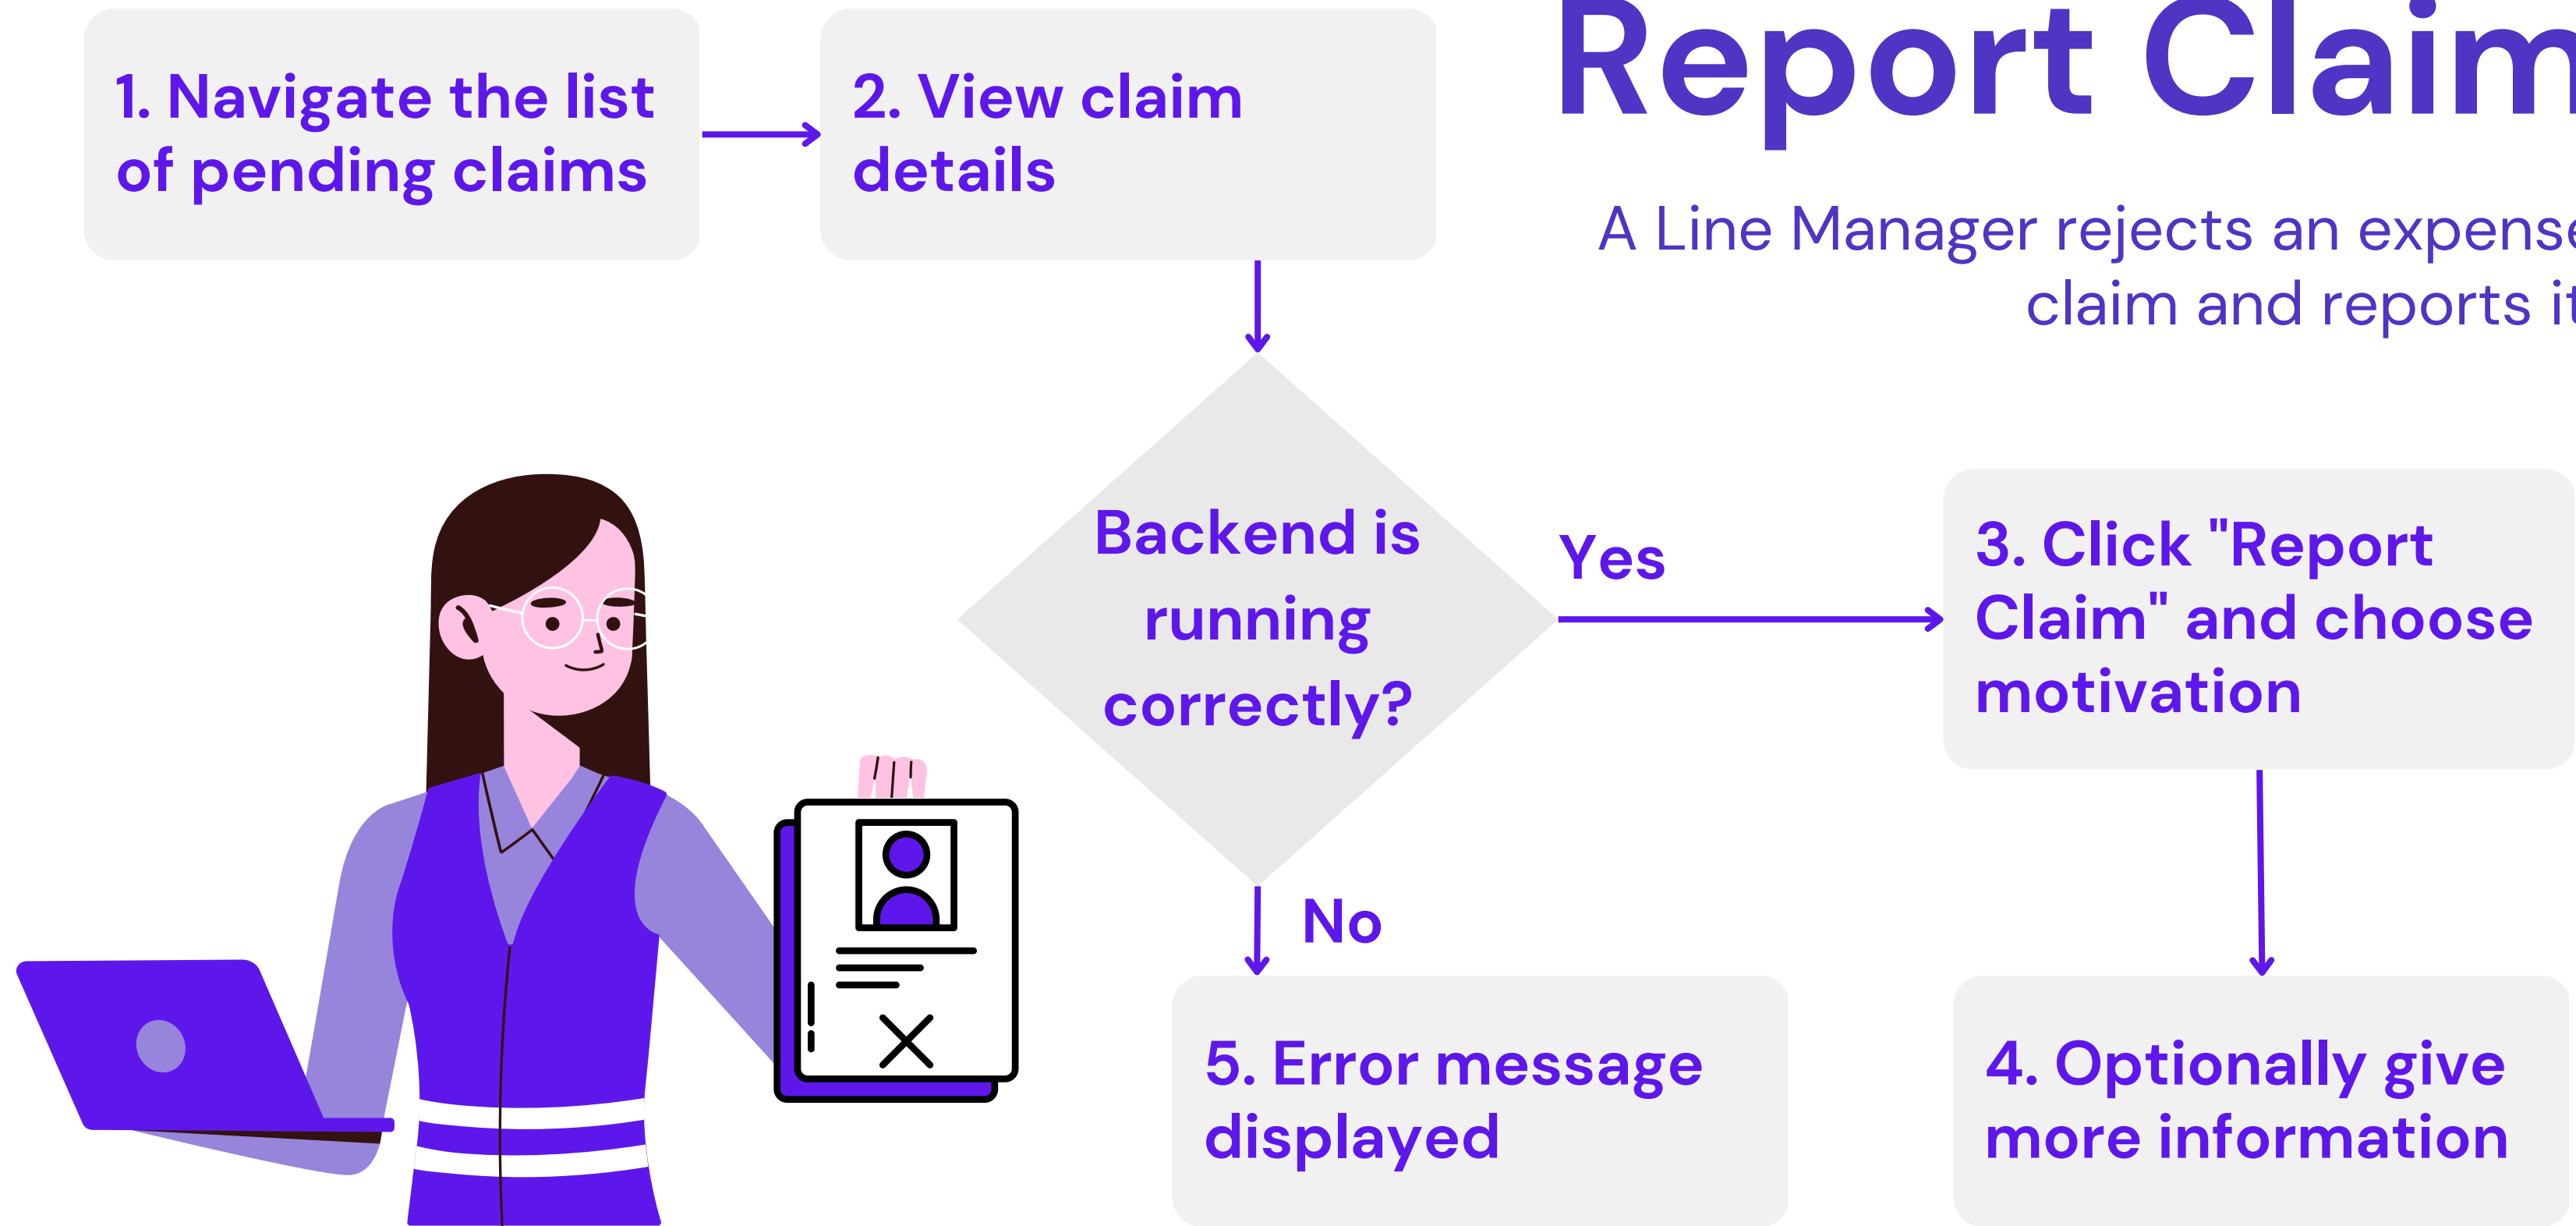 1. Navigate the list
of pending claims
2. View claim
details
Report Claim
A Line Manager rejects an expense
claim and reports it
Backend is
running
correctly?
Yes
3. Click "Report
Claim" and choose
motivation
No
5. Error message
displayed
4. Optionally give
more information